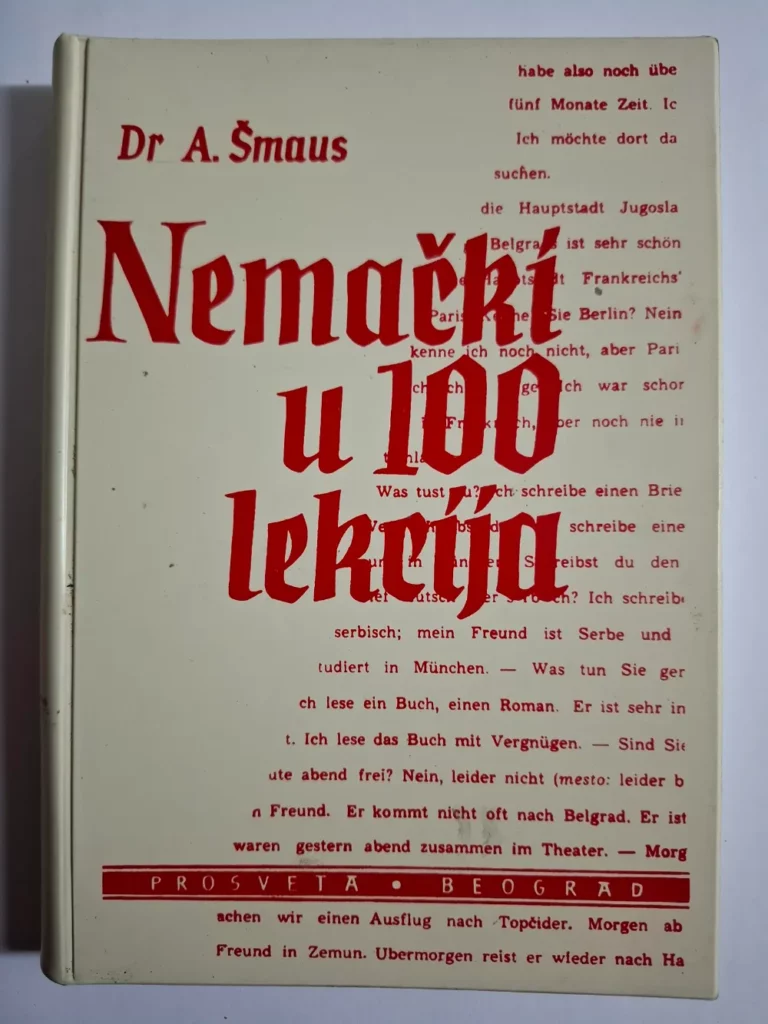 habe also noch übe
fünf Monate Zeit. Ic
Dr A. Šmaus
Ich möchte dort da
suchen.
die Hauptstadt Jugosla
Nemački
u 100
lekcija
ist sehr schön
Frankreichs'
Sie Berlin? Nein
kenne ich noch nicht, aber Pari
Ich war schor
noch nie
Was tust schreibe einen Brie
schreibe eine
in du den
Ich schreibe
serbisch; mein Freund ist Serbe und
tudiert in München. — Was tun Sie ger
ch lese ein Buch, einen Roman. Er ist sehr in
t. Ich lese das Buch mit Vergnügen. — Sind Sie
ute abend frei? Nein, leider nicht (mesto: leider b
n Freund. Er kommt nicht oft nach Belgrad. Er ist
waren gestern abend zusammen im Theater. — Morg
PROSVETA • BEOGRAD
achen wir einen Ausflug nach Topčider. Morgen ab
Freund in Zemun. Ubermorgen reist er wieder nach Ha